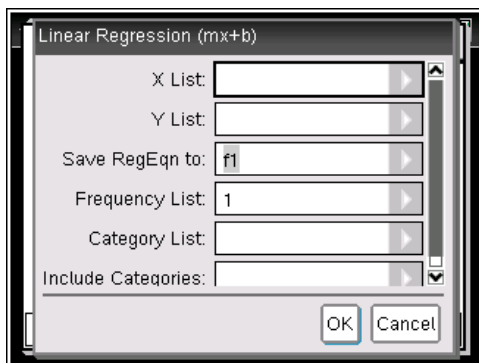 Linear Regression (mx+b)
X List:
Y List:
Save RegEqn to: f1
Frequency List: 1
Category List:
Include Categories:
OK Cancel